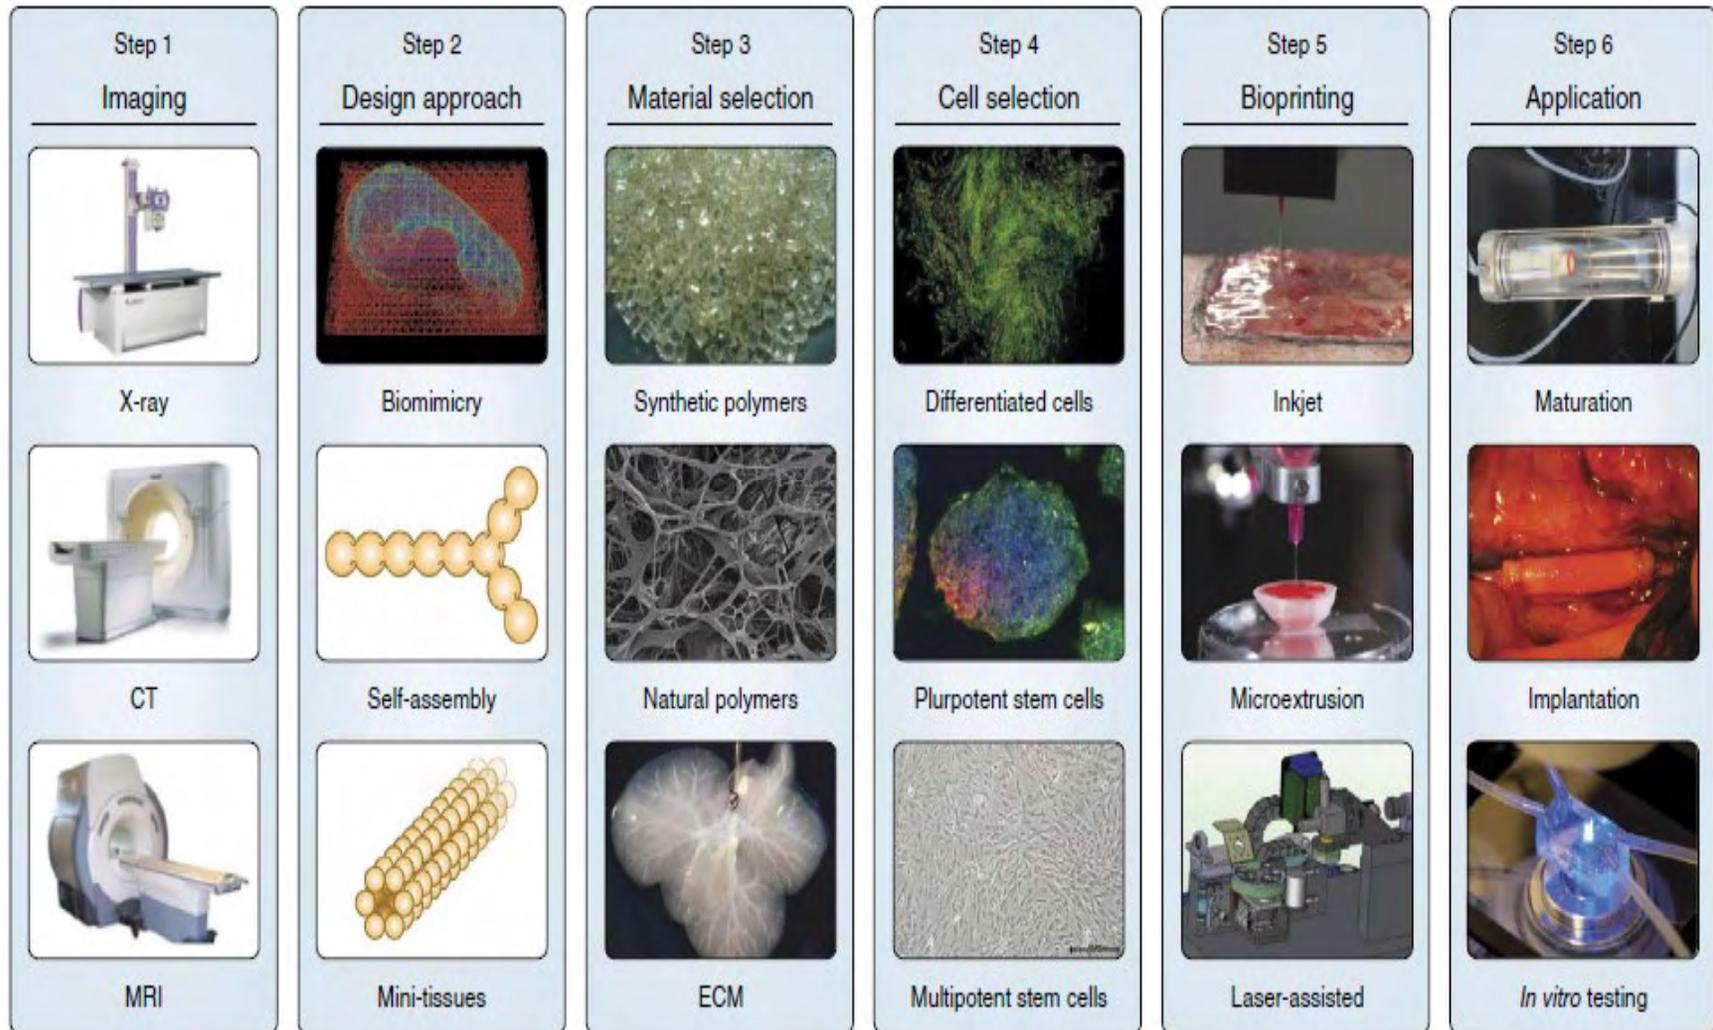 Step 1
Imaging
X-ray
CT
MRI
Step 2
Design approach
Biomimicry
Self-assembly
Mini-tissues
Step 3
Material selection
Synthetic polymers
Natural polymers
ECM
Step 4
Cell selection
Differentiated cells
Plurpotent stem cells
Multipotent stem cells
Step 5
Bioprinting
Inkjet
Microextrusion
Laser-assisted
Step 6
Application
Maturation
Implantation
In vitro testing